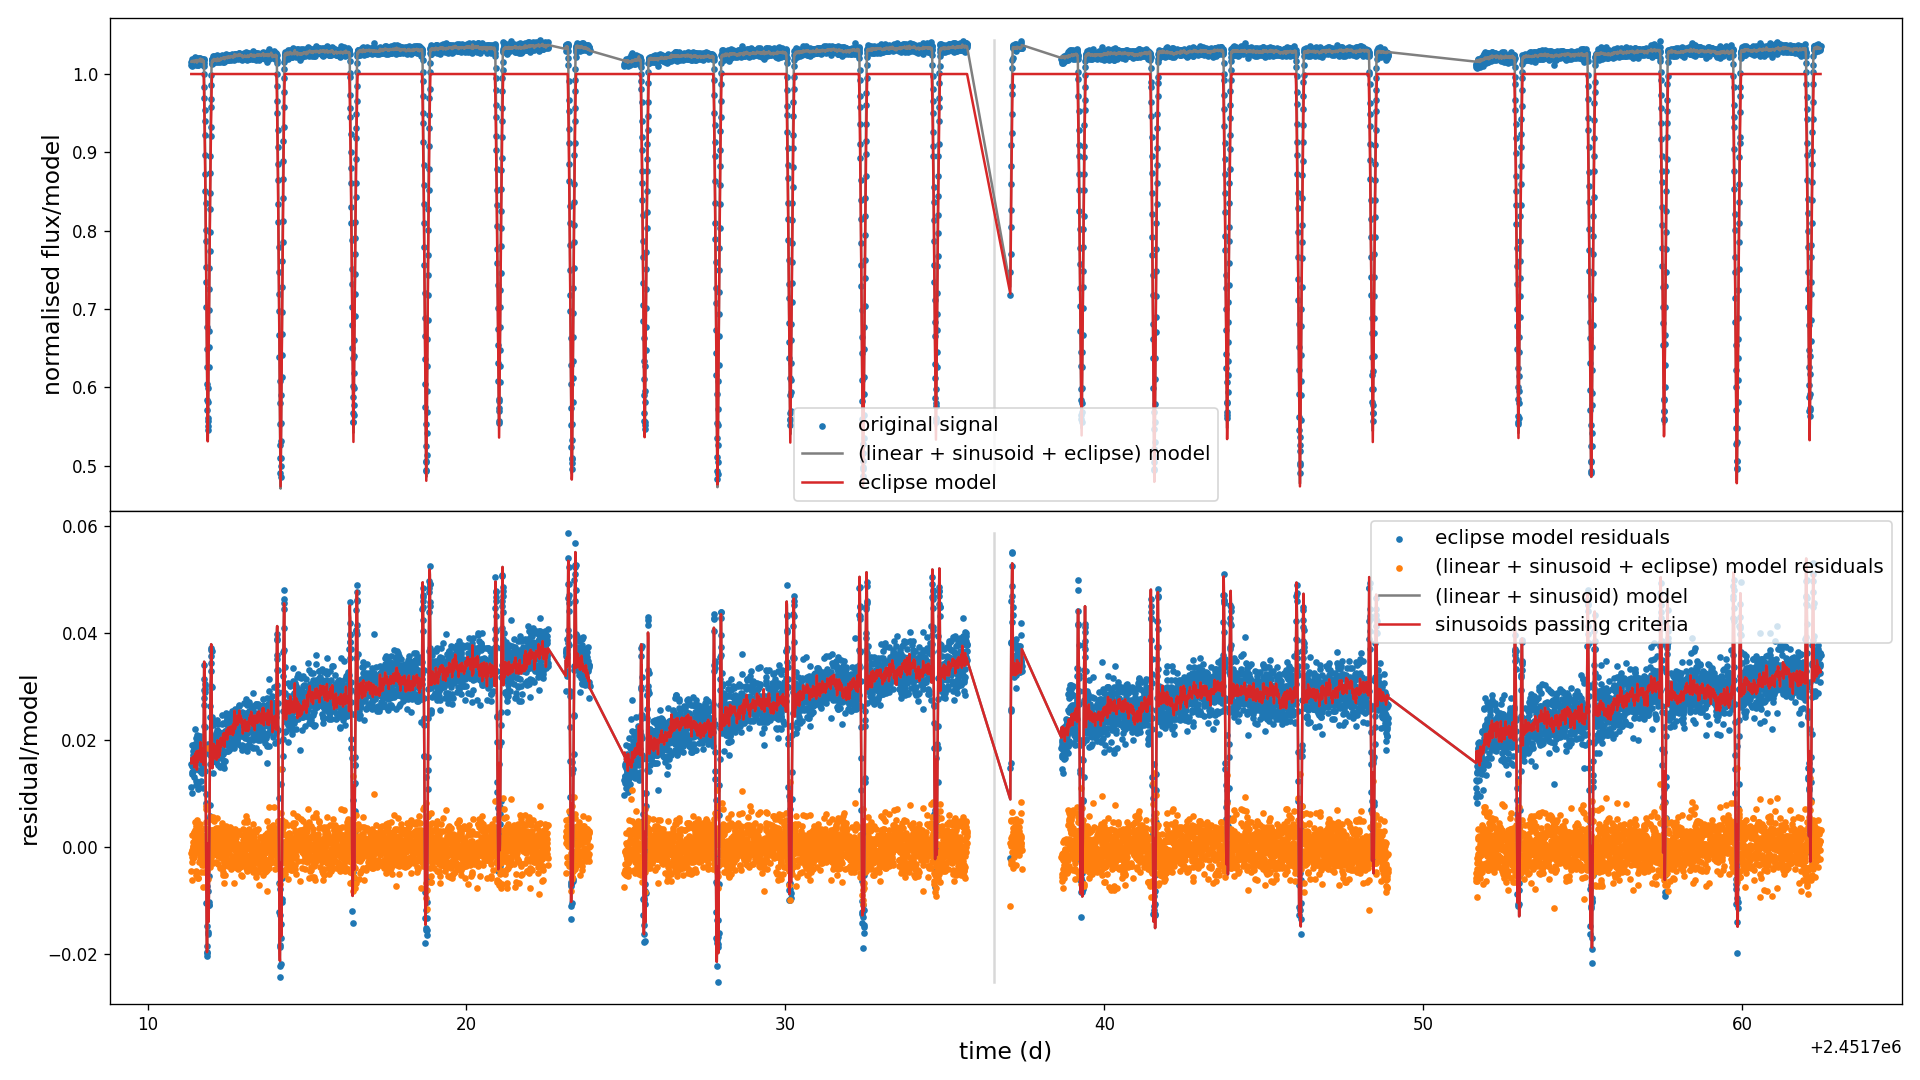 normalised flux/model
1.0
0.9
0.8
0.7
0.6
0.5
original signal
(linear + sinusoid + eclipse) model
eclipse model
residual/model
0.06
0.04
0.02
0.00
−0.02
eclipse model residuals
(linear + sinusoid + eclipse) model residuals
(linear + sinusoid) model
sinusoids passing criteria
10
20
30
40
50
60
time (d)
+2.4517e6